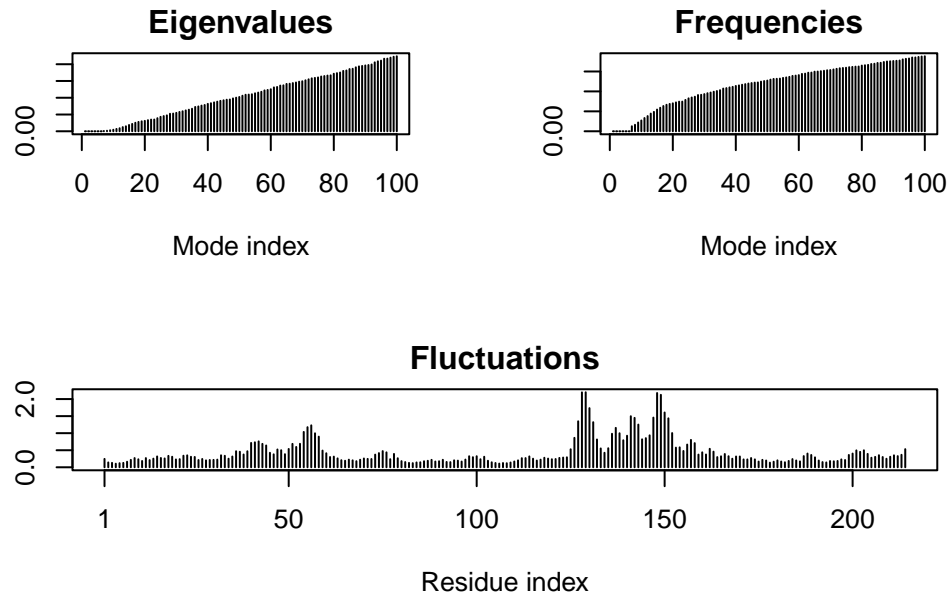 Eigenvalues
0.00
0 20 40 60 80 100
Mode index
Frequencies
0.00
0 20 40 60 80 100
Mode index
Fluctuations
0.0 2.0
1 50 100 150 200
Residue index